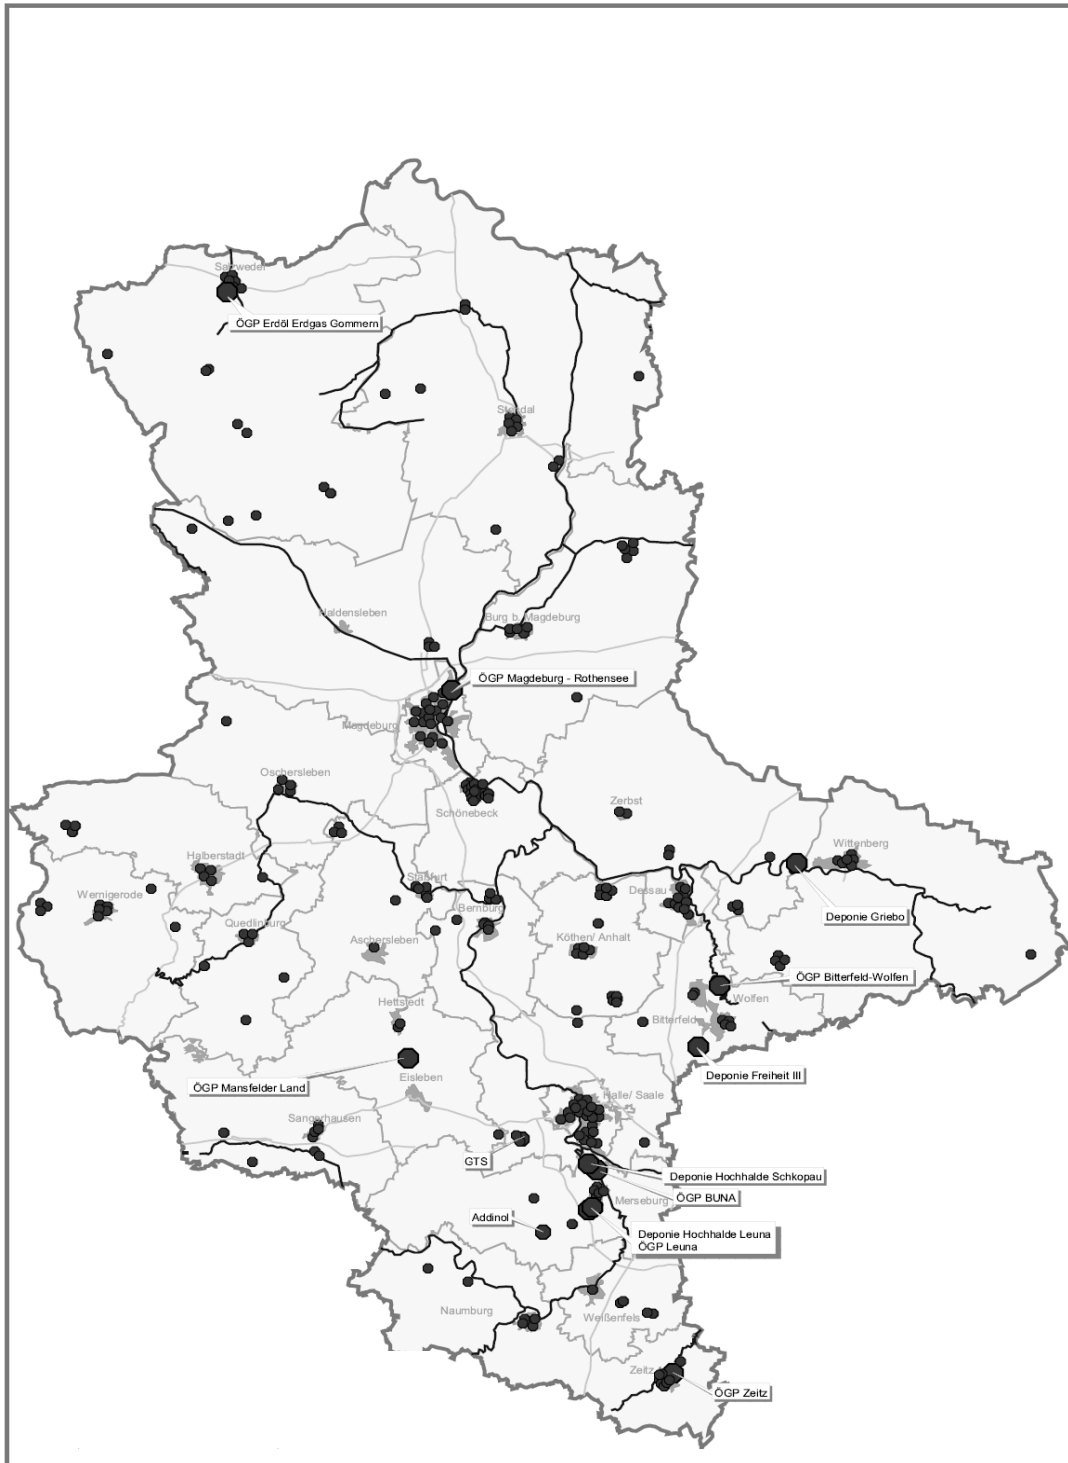 Salzwedel
ÖGP Erdöl Erdgas Gommern
Stendal
Haldensleben
Burg b. Magdeburg
ÖGP Magdeburg - Rothensee
Magdeburg
Oschersleben
Schönebeck
Zerbst
Wittenberg
Halberstadt
Staßfurt
Dessau
Wernigerode
Bernburg
Deponie Griebo
Quedlinburg
Aschersleben
Köthen/ Anhalt
ÖGP Bitterfeld-Wolfen
Hettstedt
Wolfen
Bitterfeld
Deponie Freiheit III
ÖGP Mansfelder Land
Eisleben
Halle/ Saale
Sangerhausen
GTS
Deponie Hochhalde Schkopau
ÖGP BUNA
Merseburg
Addinol
Deponie Hochhalde Leuna
ÖGP Leuna
Naumburg
Weißenfels
Zeitz
ÖGP Zeitz